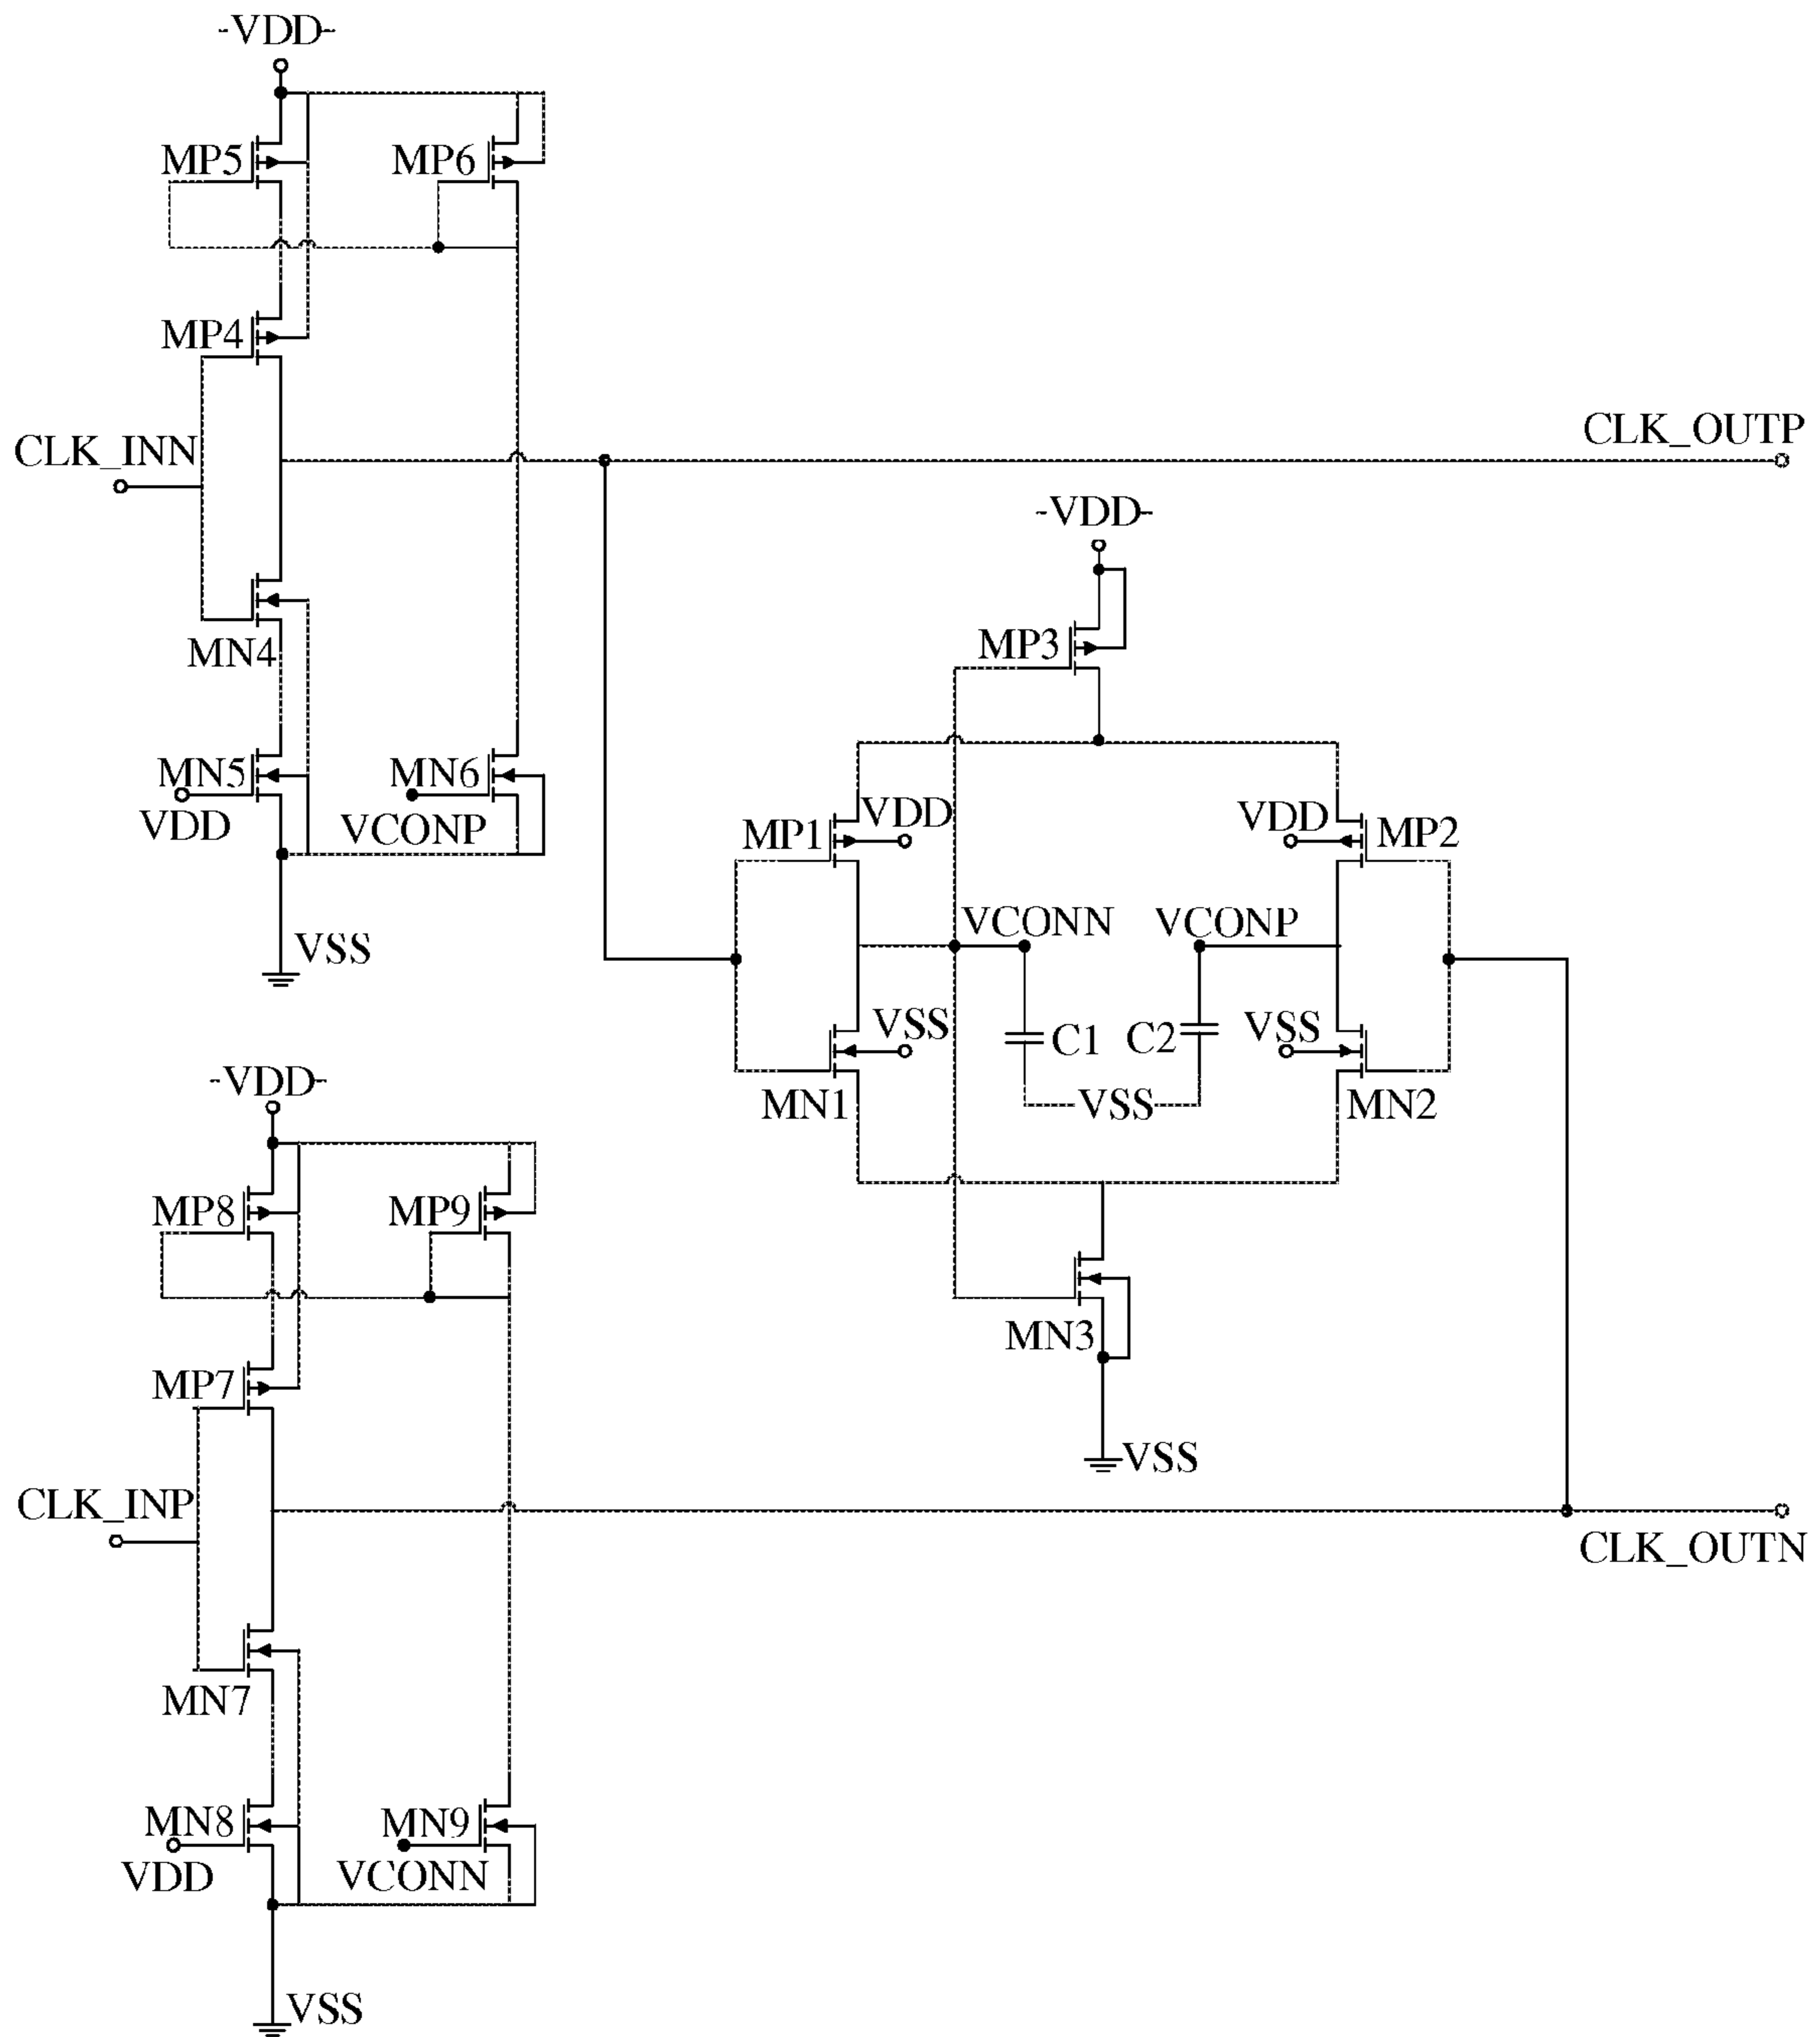 -VDD-
MP5
MP6
MP4
CLK_INN
CLK_OUTP
-VDD-
MP3
MN4
MN5
MN6
VDD
VCONP
MP1
VDD
VDD
MP2
VCONN
VCONP
VSS
VSS
C1
C2
VSS
MN1
VSS
MN2
-VDD-
MP8
MP9
MN3
MP7
VSS
CLK_INP
CLK_OUTN
MN7
MN8
MN9
VDD
VCONN
VSS